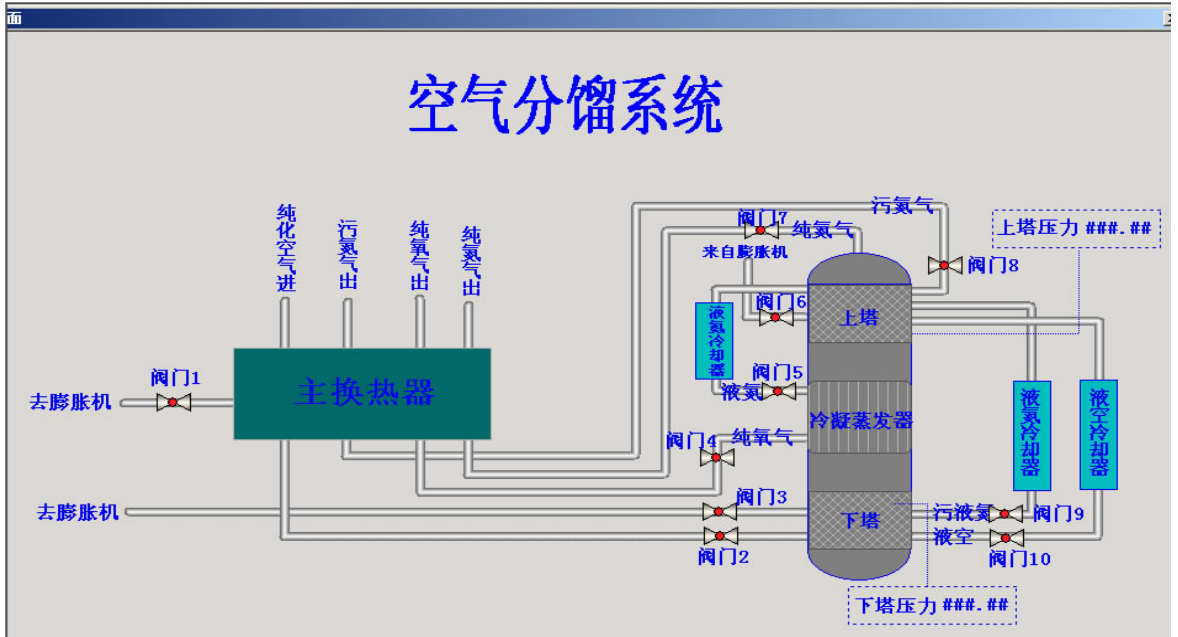 面
空气分馏系统
纯化空气进
污氮气出
纯氧气出
纯氮气出
污氮气
阀门7
纯氮气
来自膨胀机
上塔压力 ###.##
阀门8
阀门6
上塔
液氮冷却器
阀门1
主换热器
去膨胀机
阀门5
液氮
冷凝蒸发器
液氮冷却器
液空冷却器
阀门4
纯氧气
去膨胀机
阀门3
下塔
污液氮
阀门9
阀门2
液空
阀门10
下塔压力 ###.##